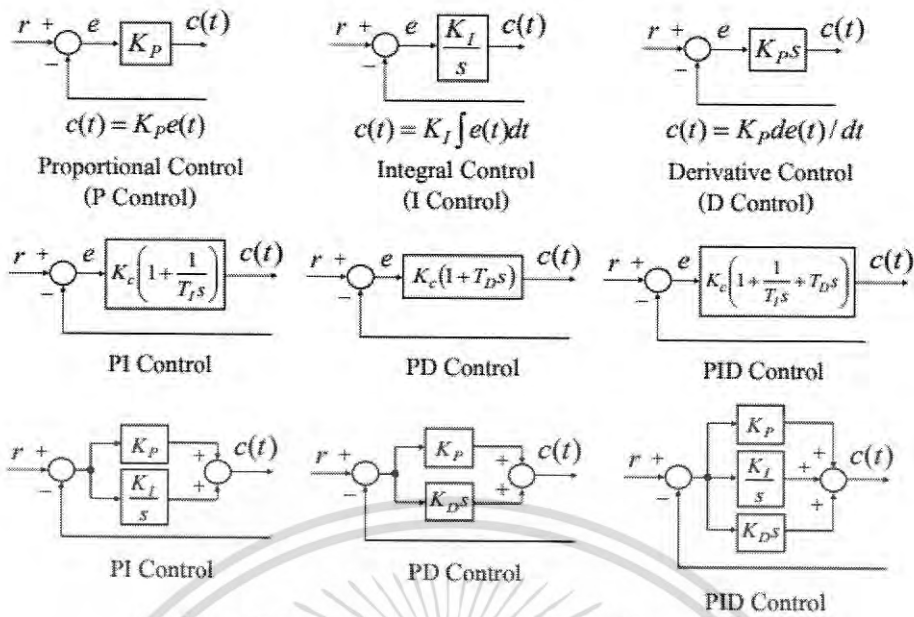 r + e K_P c(t)
−
c(t) = K_P e(t)
Proportional Control
(P Control)
r + e K_I / s c(t)
−
c(t) = K_I ∫ e(t)dt
Integral Control
(I Control)
r + e K_P s c(t)
−
c(t) = K_P de(t) / dt
Derivative Control
(D Control)
r + e K_c(1 + 1/(T_I s)) c(t)
−
PI Control
r + e K_c(1 + T_D s) c(t)
−
PD Control
r + e K_c(1 + 1/(T_I s) + T_D s) c(t)
−
PID Control
r + K_P + c(t)
− K_I / s +
PI Control
r + K_P + c(t)
− K_D s +
PD Control
r + K_P + c(t)
− K_I / s +
K_D s +
PID Control